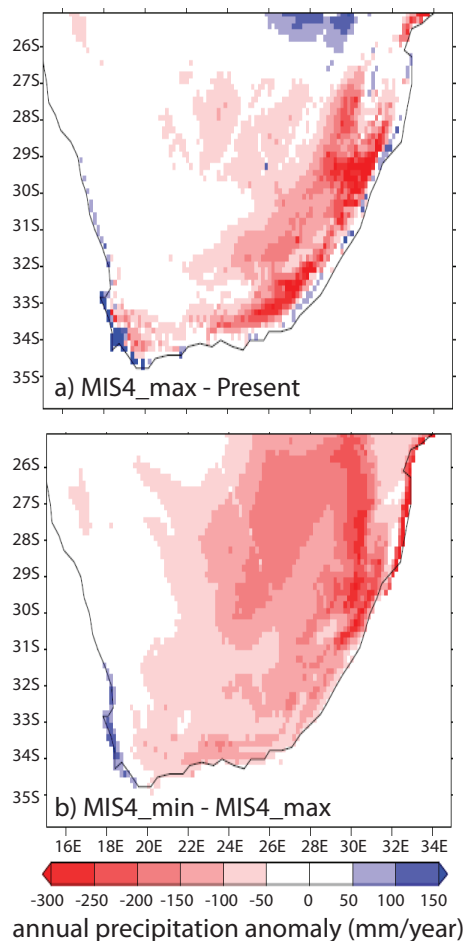 26S
27S
28S
29S
30S
31S
32S
33S
34S
35S
a) MIS4_max - Present
26S
27S
28S
29S
30S
31S
32S
33S
34S
35S
b) MIS4_min - MIS4_max
16E 18E 20E 22E 24E 26E 28E 30E 32E 34E
-300 -250 -200 -150 -100 -50 0 50 100 150
annual precipitation anomaly (mm/year)